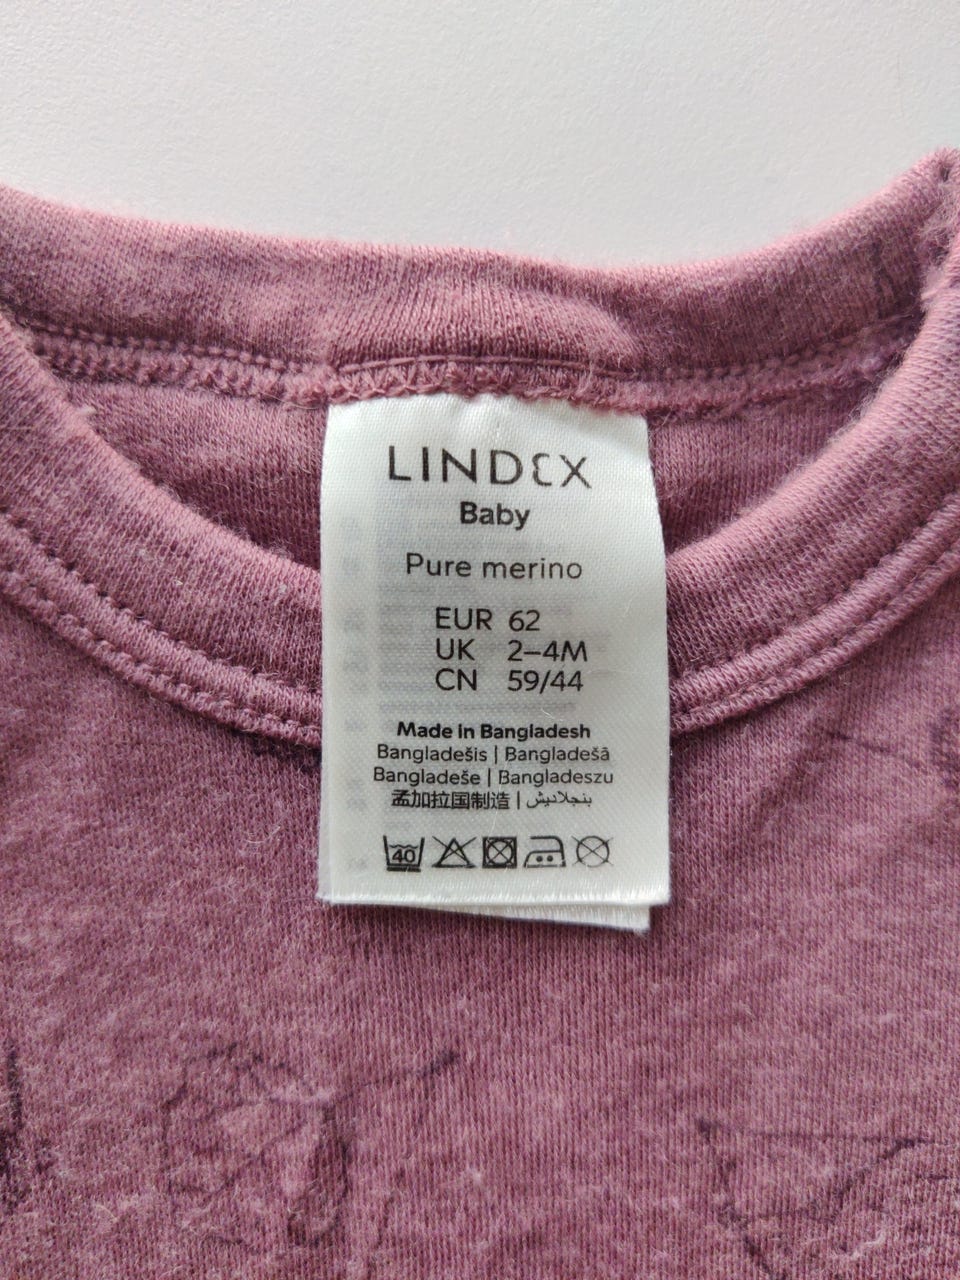 LINDEX
Baby
Pure merino
EUR 62
UK 2–4M
CN 59/44
Made in Bangladesh
Bangladešis | Bangladešā
Bangladeše | Bangladeszu
孟加拉国制造 | بنجلاديش
40